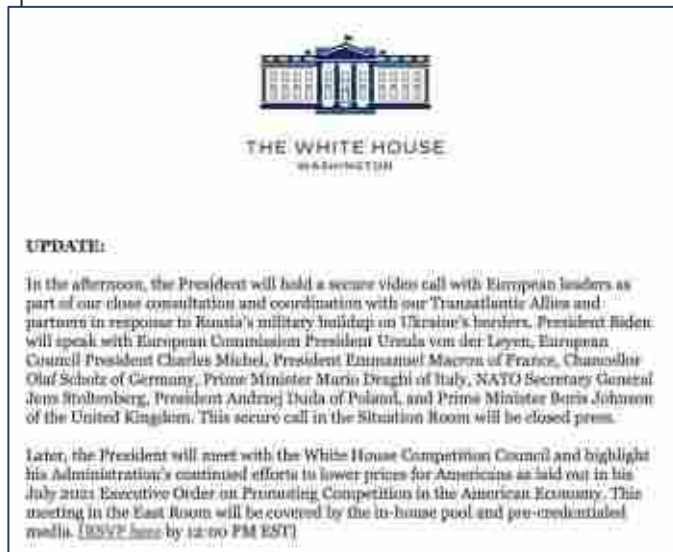 THE WHITE HOUSE
WASHINGTON
UPDATE:
In the afternoon, the President will hold a secure video call with European leaders as
part of our close consultation and coordination with our Transatlantic Allies and
partners in response to Russia's military buildup on Ukraine's borders. President Biden
will speak with European Commission President Ursula von der Leyen, European
Council President Charles Michel, President Emmanuel Macron of France, Chancellor
Olaf Scholz of Germany, Prime Minister Mario Draghi of Italy, NATO Secretary General
Jens Stoltenberg, President Andrzej Duda of Poland, and Prime Minister Boris Johnson
of the United Kingdom. This secure call in the Situation Room will be closed press.
Later, the President will meet with the White House Competition Council and highlight
his Administration's continued efforts to lower prices for Americans as laid out in his
July 2021 Executive Order on Promoting Competition in the American Economy. This
meeting in the East Room will be covered by the in-house pool and pre-credentialed
media. [RSVP here by 12:00 PM EST]